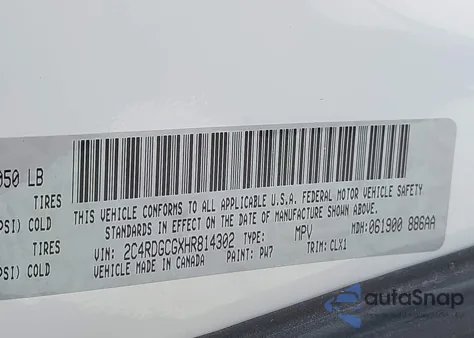 050 LB
TIRES
PSI) COLD
TIRES
PSI) COLD
THIS VEHICLE CONFORMS TO ALL APPLICABLE U.S.A. FEDERAL MOTOR VEHICLE SAFETY
STANDARDS IN EFFECT ON THE DATE OF MANUFACTURE SHOWN ABOVE.
VIN: 2C4RDGCGXHR814302 TYPE: MPV MDH: 061900 886AA
VEHICLE MADE IN CANADA PAINT: PW7 TRIM: CLX1
autoSnap